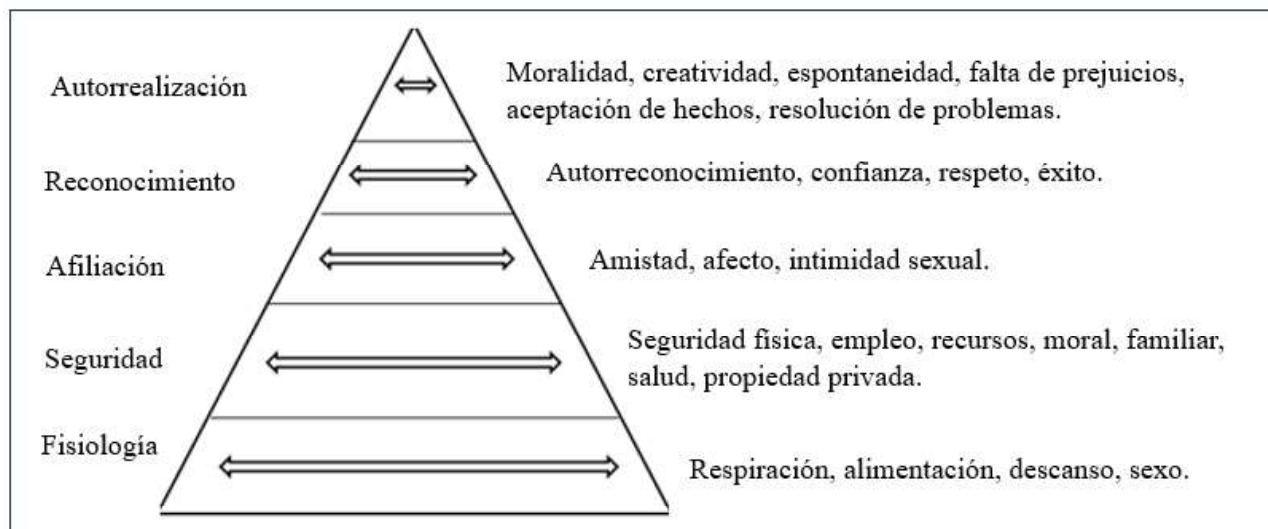 Autorrealización
Moralidad, creatividad, espontaneidad, falta de prejuicios,
aceptación de hechos, resolución de problemas.
Reconocimiento
Autorreconocimiento, confianza, respeto, éxito.
Afiliación
Amistad, afecto, intimidad sexual.
Seguridad
Seguridad física, empleo, recursos, moral, familiar,
salud, propiedad privada.
Fisiología
Respiración, alimentación, descanso, sexo.